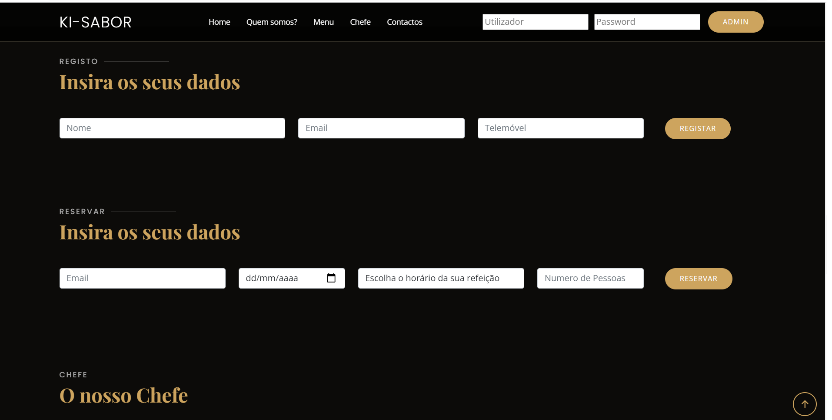 KI-SABOR Home Quem somos? Menu Chefe Contactos Utilizador Password ADMIN
REGISTO
Insira os seus dados
Nome Email Telemóvel REGISTAR
RESERVAR
Insira os seus dados
Email dd/mm/aaaa Escolha o horário da sua refeição Numero de Pessoas RESERVAR
CHEFE
O nosso Chefe